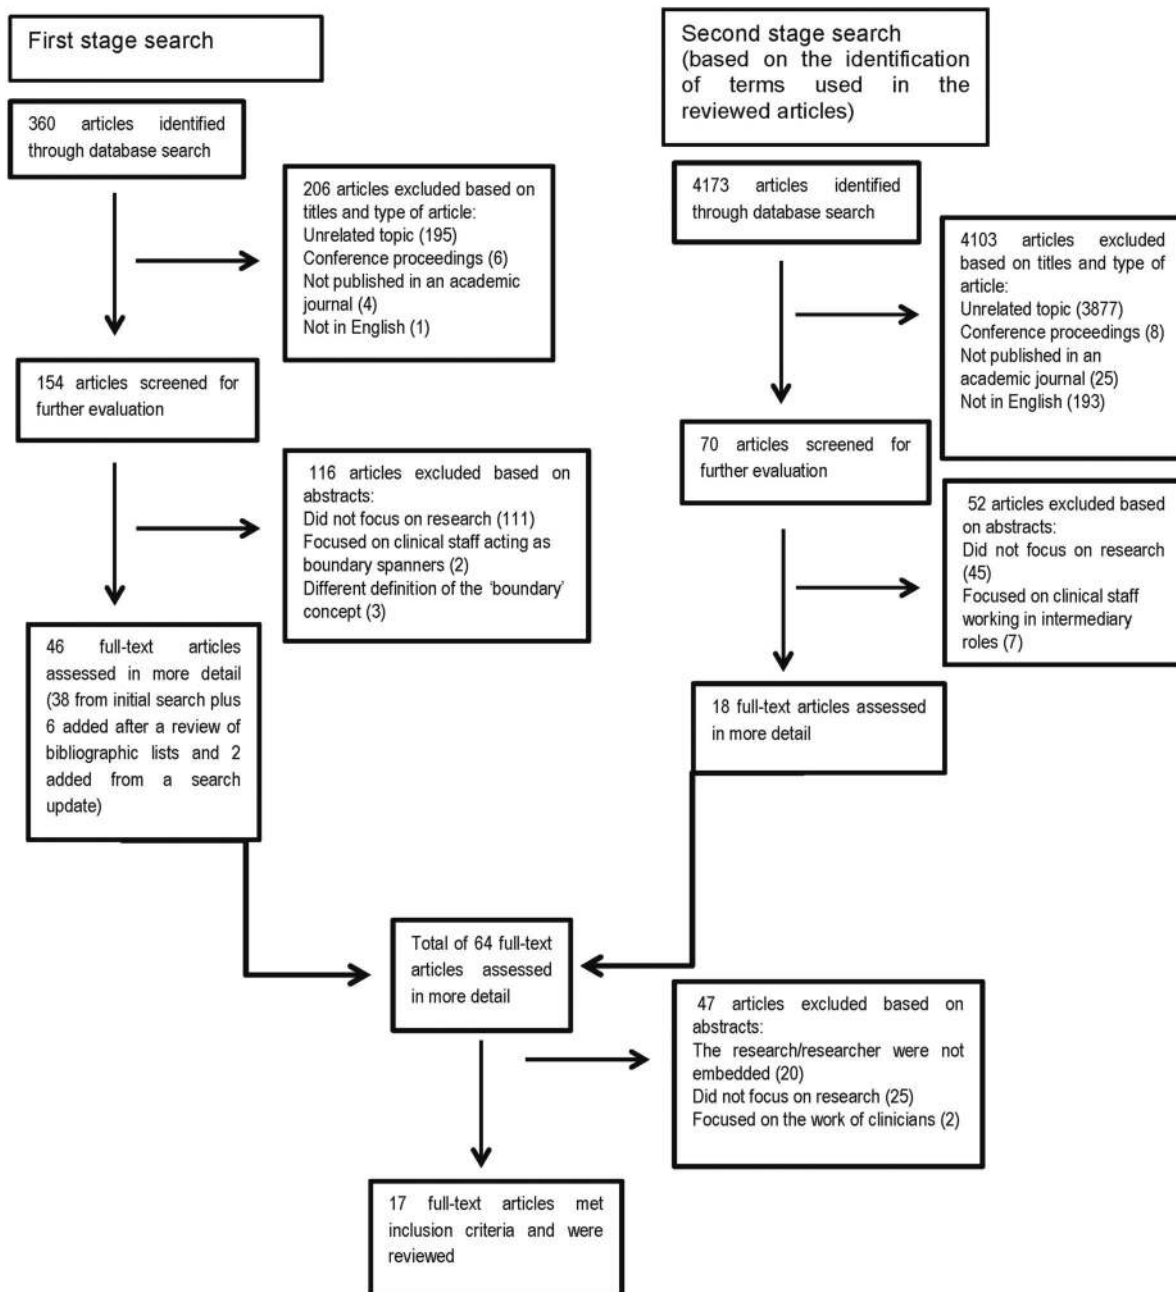 First stage search
360 articles identified
through database search
206 articles excluded based on
titles and type of article:
Unrelated topic (195)
Conference proceedings (6)
Not published in an academic
journal (4)
Not in English (1)
154 articles screened for
further evaluation
116 articles excluded based on
abstracts:
Did not focus on research (111)
Focused on clinical staff acting as
boundary spanners (2)
Different definition of the ‘boundary’
concept (3)
46 full-text articles
assessed in more detail
(38 from initial search plus
6 added after a review of
bibliographic lists and 2
added from a search
update)
Second stage search
(based on the identification
of terms used in the
reviewed articles)
4173 articles identified
through database search
4103 articles excluded
based on titles and type of
article:
Unrelated topic (3877)
Conference proceedings (8)
Not published in an
academic journal (25)
Not in English (193)
70 articles screened for
further evaluation
52 articles excluded based
on abstracts:
Did not focus on research
(45)
Focused on clinical staff
working in intermediary
roles (7)
18 full-text articles assessed
in more detail
Total of 64 full-text
articles assessed
in more detail
47 articles excluded based on
abstracts:
The research/researcher were not
embedded (20)
Did not focus on research (25)
Focused on the work of clinicians (2)
17 full-text articles met
inclusion criteria and were
reviewed